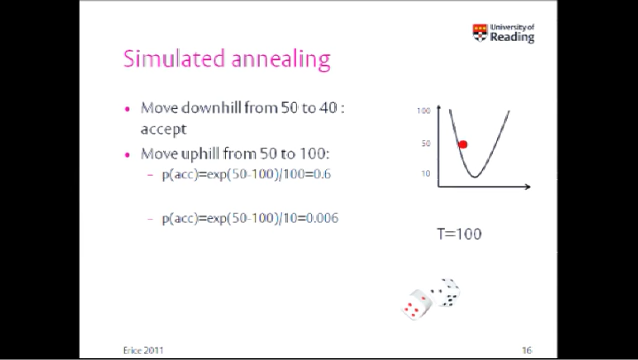 University of
Reading
Simulated annealing
• Move downhill from 50 to 40 :
accept
• Move uphill from 50 to 100:
– p(acc)=exp(50-100)/100=0.6
– p(acc)=exp(50-100)/10=0.006
100
50
10
T=100
Erice 2011
16